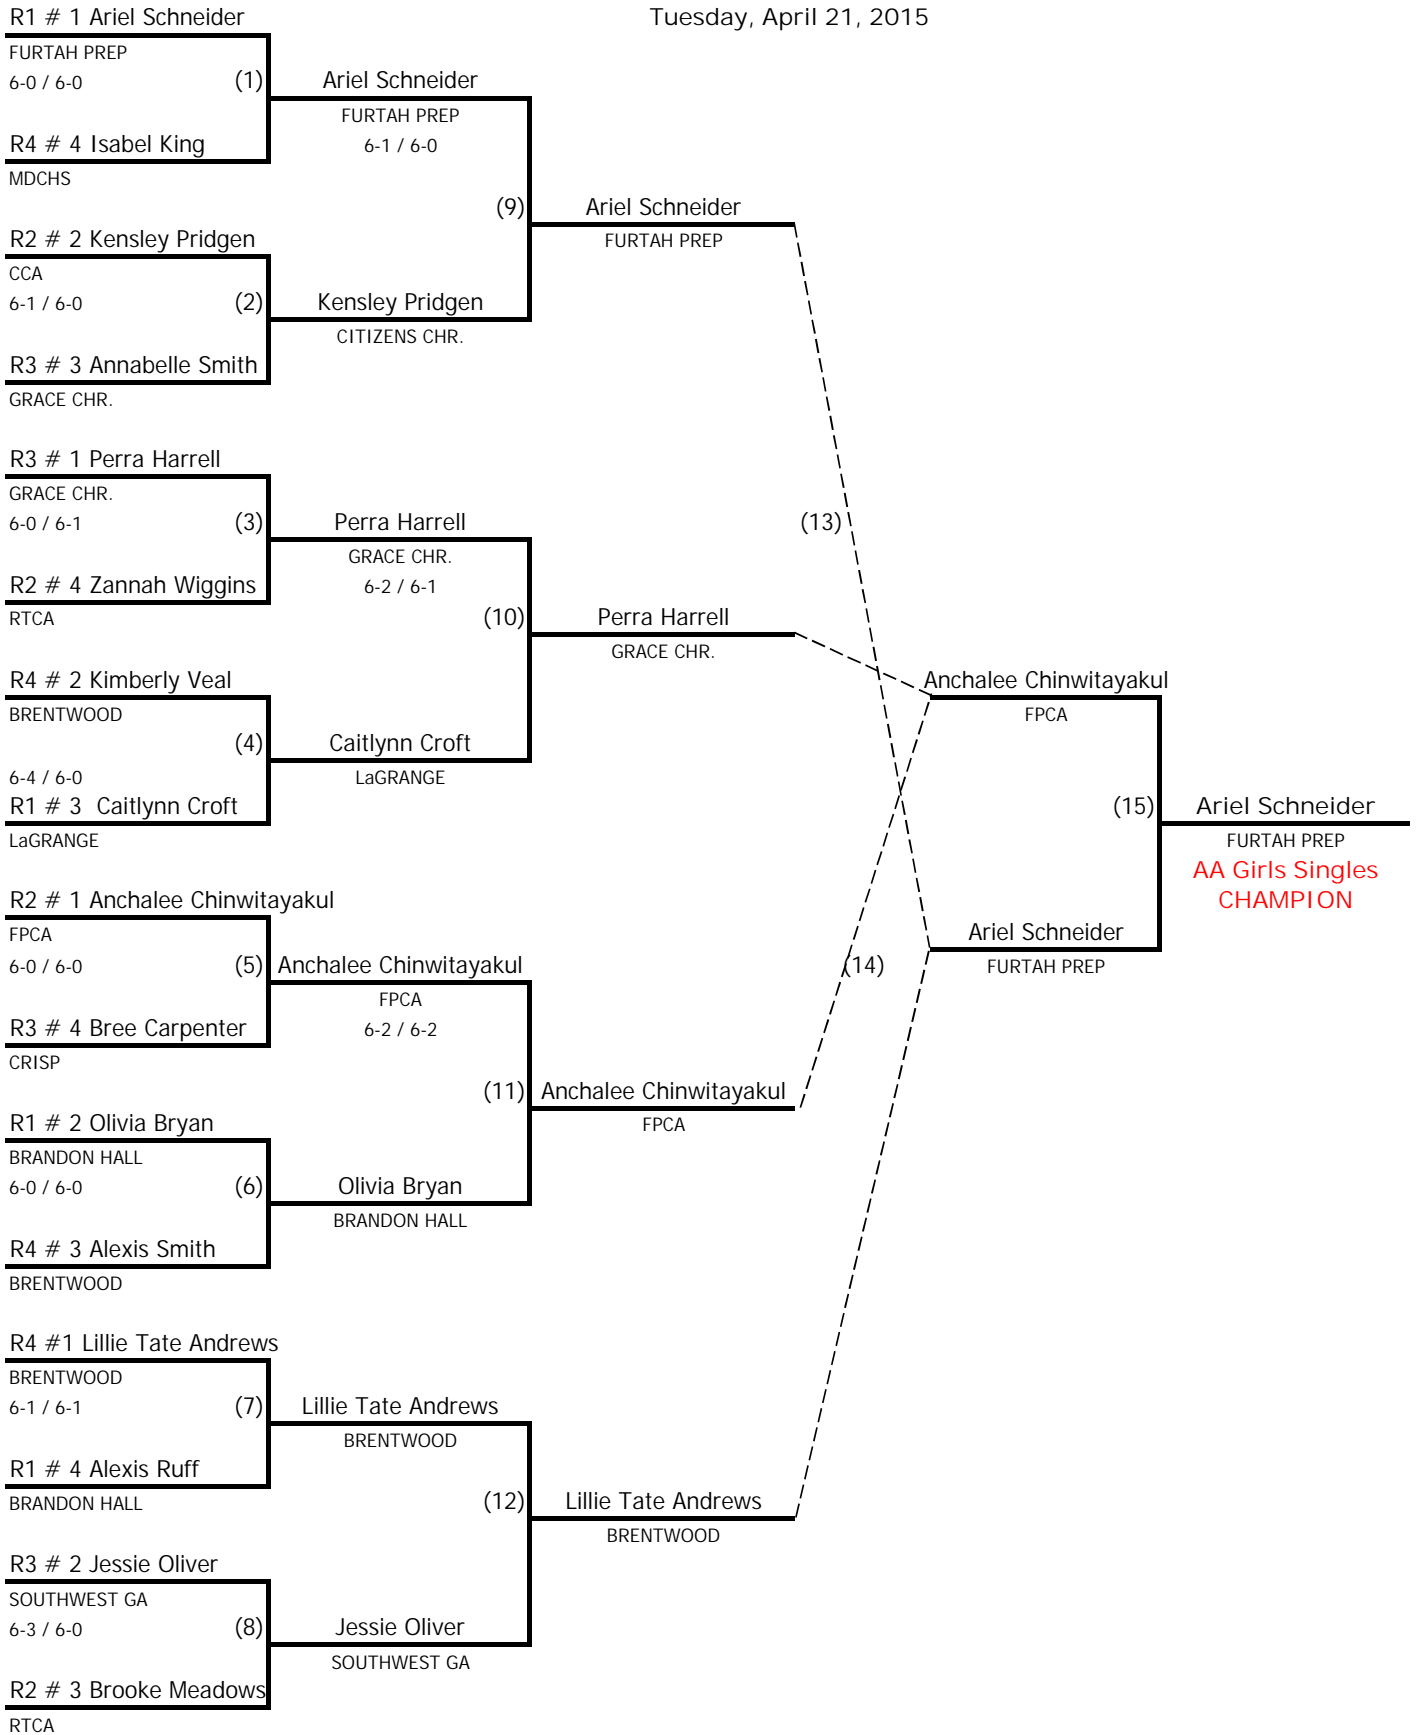 R1 # 1 Ariel Schneider
Tuesday, April 21, 2015
FURTAH PREP
6-0 / 6-0
(1)
Ariel Schneider
FURTAH PREP
6-1 / 6-0
R4 # 4 Isabel King
MDCHS
(9)
Ariel Schneider
FURTAH PREP
R2 # 2 Kensley Pridgen
CCA
6-1 / 6-0
(2)
Kensley Pridgen
CITIZENS CHR.
R3 # 3 Annabelle Smith
GRACE CHR.
R3 # 1 Perra Harrell
GRACE CHR.
6-0 / 6-1
(3)
Perra Harrell
GRACE CHR.
6-2 / 6-1
(13)
R2 # 4 Zannah Wiggins
RTCA
(10)
Perra Harrell
GRACE CHR.
R4 # 2 Kimberly Veal
BRENTWOOD
(4)
Caitlynn Croft
LaGRANGE
6-4 / 6-0
R1 # 3  Caitlynn Croft
LaGRANGE
Anchalee Chinwitayakul
FPCA
(15)
Ariel Schneider
FURTAH PREP
AA Girls Singles
CHAMPION
Ariel Schneider
FURTAH PREP
R2 # 1 Anchalee Chinwitayakul
FPCA
6-0 / 6-0
(5)
Anchalee Chinwitayakul
FPCA
6-2 / 6-2
(14)
R3 # 4 Bree Carpenter
CRISP
(11)
Anchalee Chinwitayakul
FPCA
R1 # 2 Olivia Bryan
BRANDON HALL
6-0 / 6-0
(6)
Olivia Bryan
BRANDON HALL
R4 # 3 Alexis Smith
BRENTWOOD
R4 #1 Lillie Tate Andrews
BRENTWOOD
6-1 / 6-1
(7)
Lillie Tate Andrews
BRENTWOOD
R1 # 4 Alexis Ruff
BRANDON HALL
(12)
Lillie Tate Andrews
BRENTWOOD
R3 # 2 Jessie Oliver
SOUTHWEST GA
6-3 / 6-0
(8)
Jessie Oliver
SOUTHWEST GA
R2 # 3 Brooke Meadows
RTCA